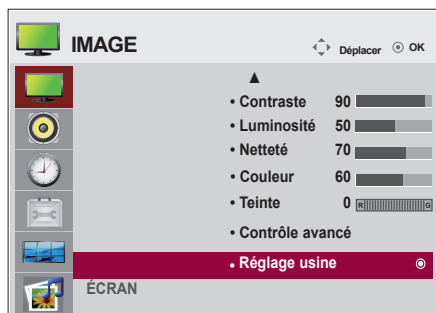 IMAGE
Déplacer OK
• Contraste 90
• Luminosité 50
• Netteté 70
• Couleur 60
• Teinte 0 R G
• Contrôle avancé
• Réglage usine
ÉCRAN